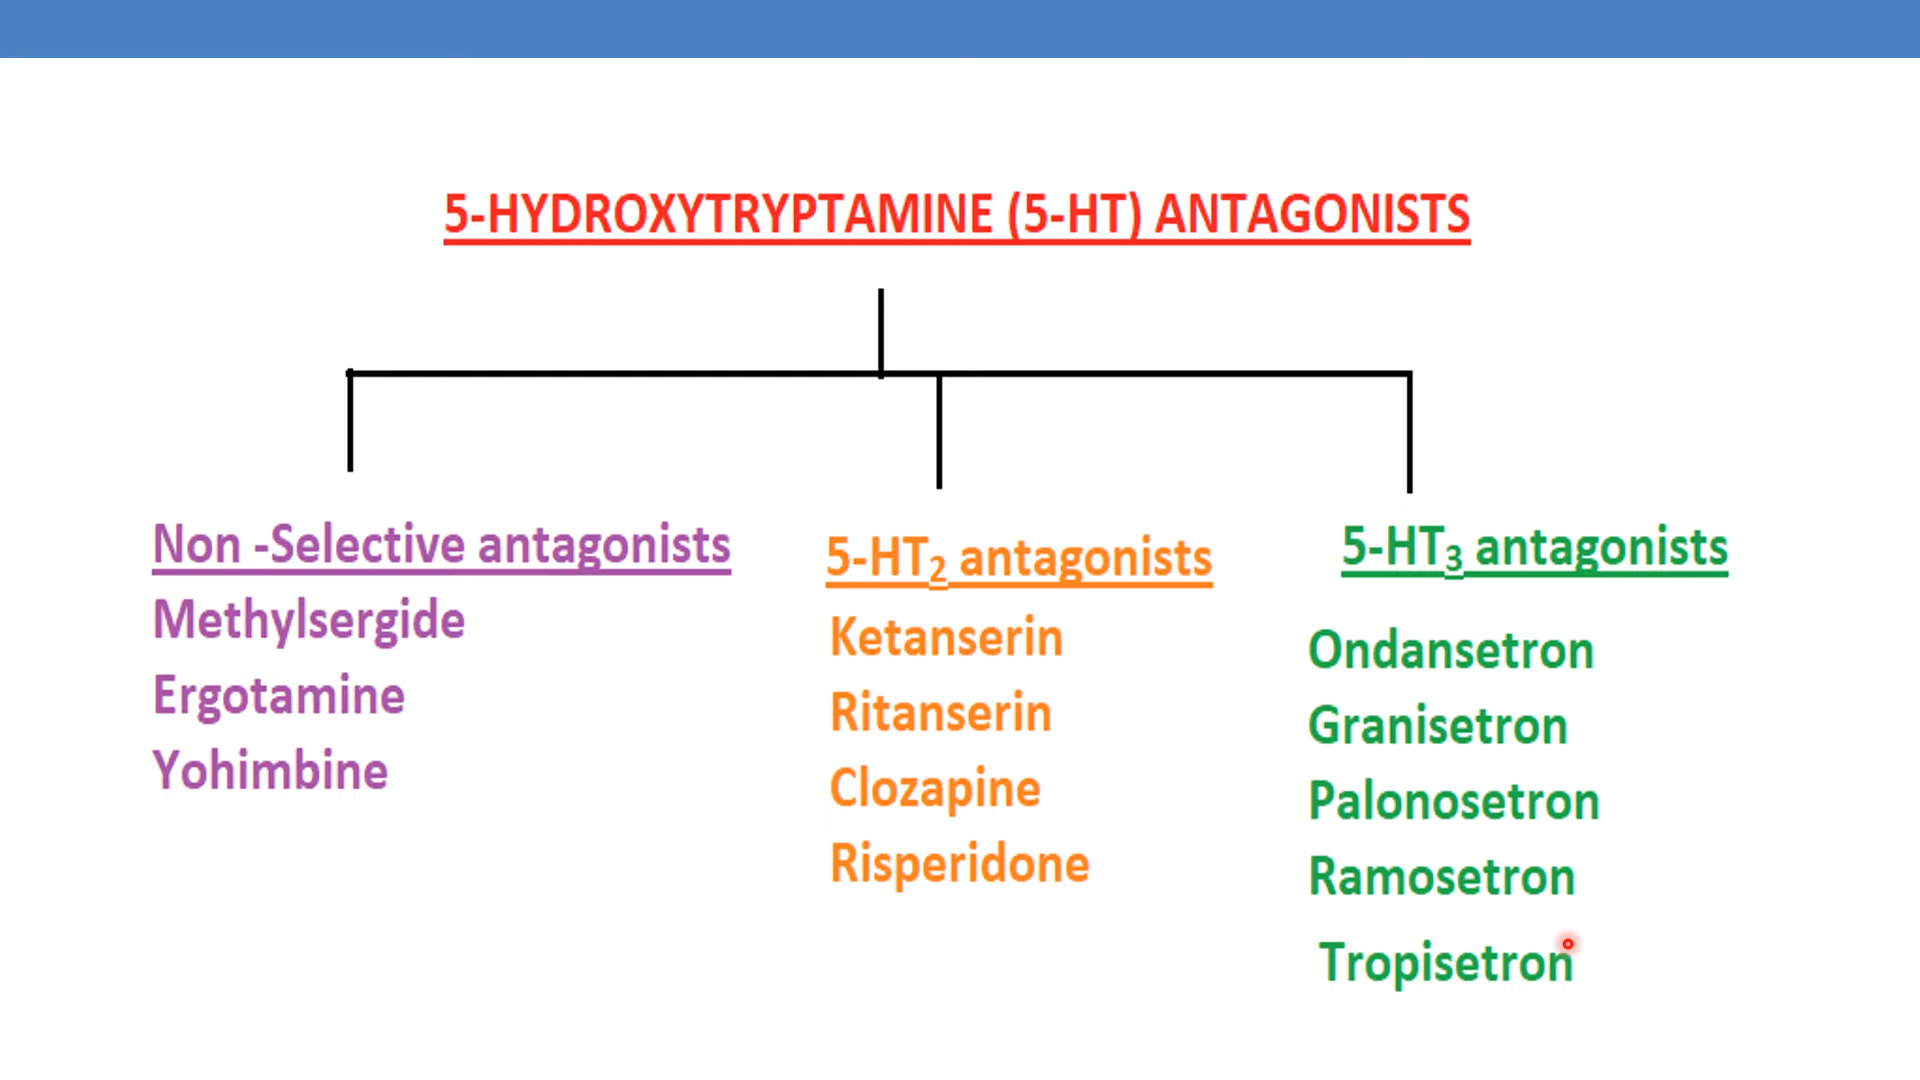 5-HYDROXYTRYPTAMINE (5-HT) ANTAGONISTS
Non -Selective antagonists
Methylsergide
Ergotamine
Yohimbine
5-HT₂ antagonists
Ketanserin
Ritanserin
Clozapine
Risperidone
5-HT₃ antagonists
Ondansetron
Granisetron
Palonosetron
Ramosetron
Tropisetron